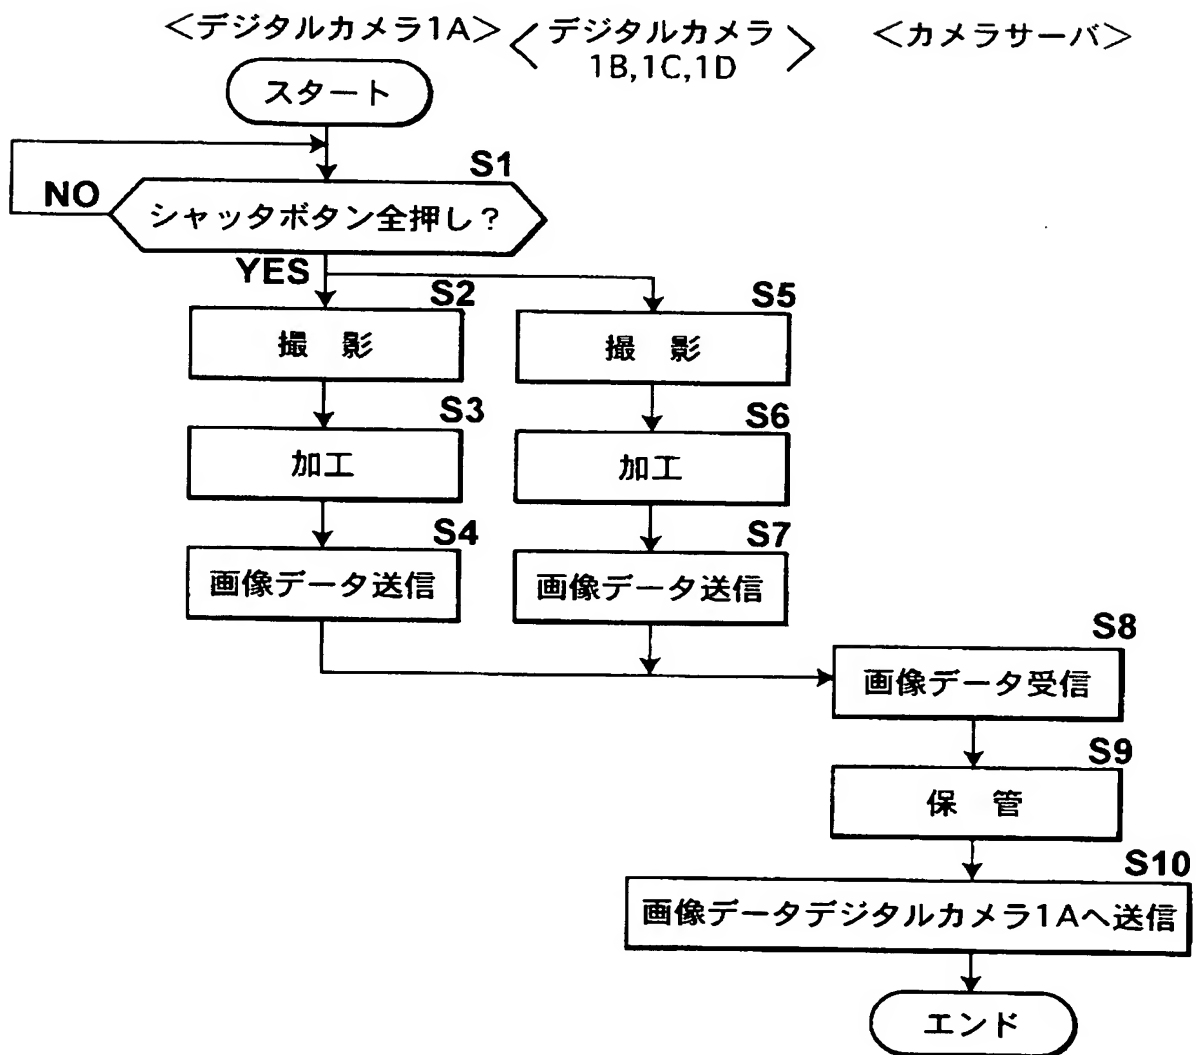 <デジタルカメラ1A>
<デジタルカメラ
1B,1C,1D>
<カメラサーバ>
スタート
S1
NO
シャッタボタン全押し?
YES
S2
撮 影
S5
撮 影
S3
加工
S6
加工
S4
画像データ送信
S7
画像データ送信
S8
画像データ受信
S9
保 管
S10
画像データデジタルカメラ1Aへ送信
エンド